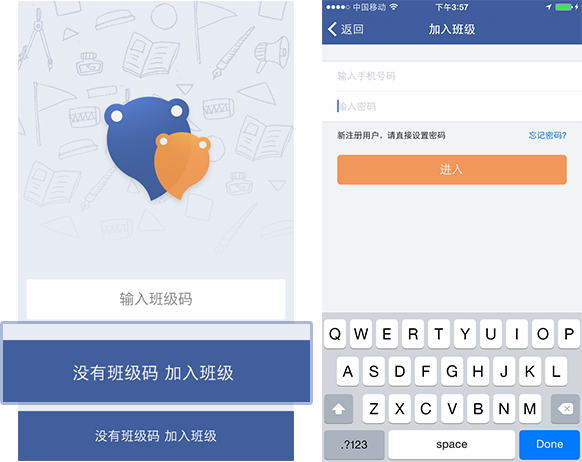 输入班级码
没有班级码 加入班级
没有班级码 加入班级
中国移动 下午3:57
返回 加入班级
输入手机号码
输入密码
新注册用户，请直接设置密码 忘记密码?
进入
Q W E R T Y U I O P
A S D F G H J K L
Z X C V B N M
.?123 space Done